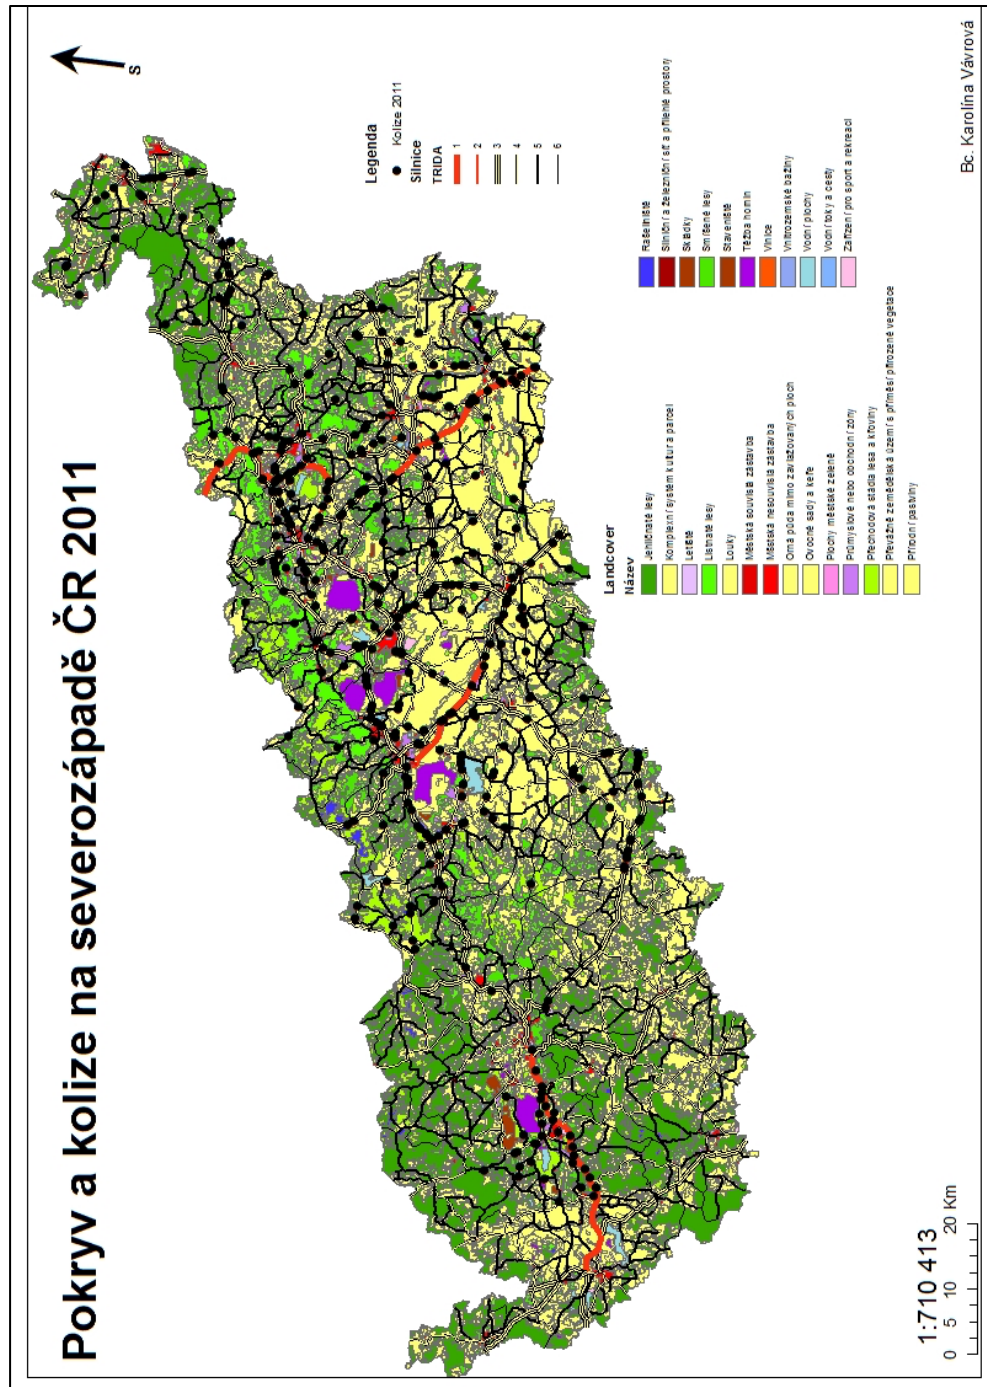 Pokryv a kolize na severozápadě ČR 2011
S
Legenda
Kolize 2011
Silnice
TRIDA
1
2
3
4
5
6
Landcover
Název
Jehličnaté lesy
Komplexní systém kultur a parcel
Letiště
Listnaté lesy
Louky
Městská souvislá zástavba
Městská nesouvislá zástavba
Orná půda mimo zavlažovaných ploch
Ovocné sady a keře
Plochy městské zeleně
Průmyslové nebo obchodní zóny
Přechodová stádia lesa a křoviny
Převážně zemědělská území s příměsí přirozené vegetace
Přírodní pastviny
Rašeliniště
Silniční a železniční síť a přilehlé prostory
Skládky
Smíšené lesy
Staveniště
Těžba hornin
Vinice
Vnitrozemské bažiny
Vodní plochy
Vodní toky a cesty
Zařízení pro sport a rekreaci
1:710 413
0 5 10 20 Km
Bc. Karolína Vávrová